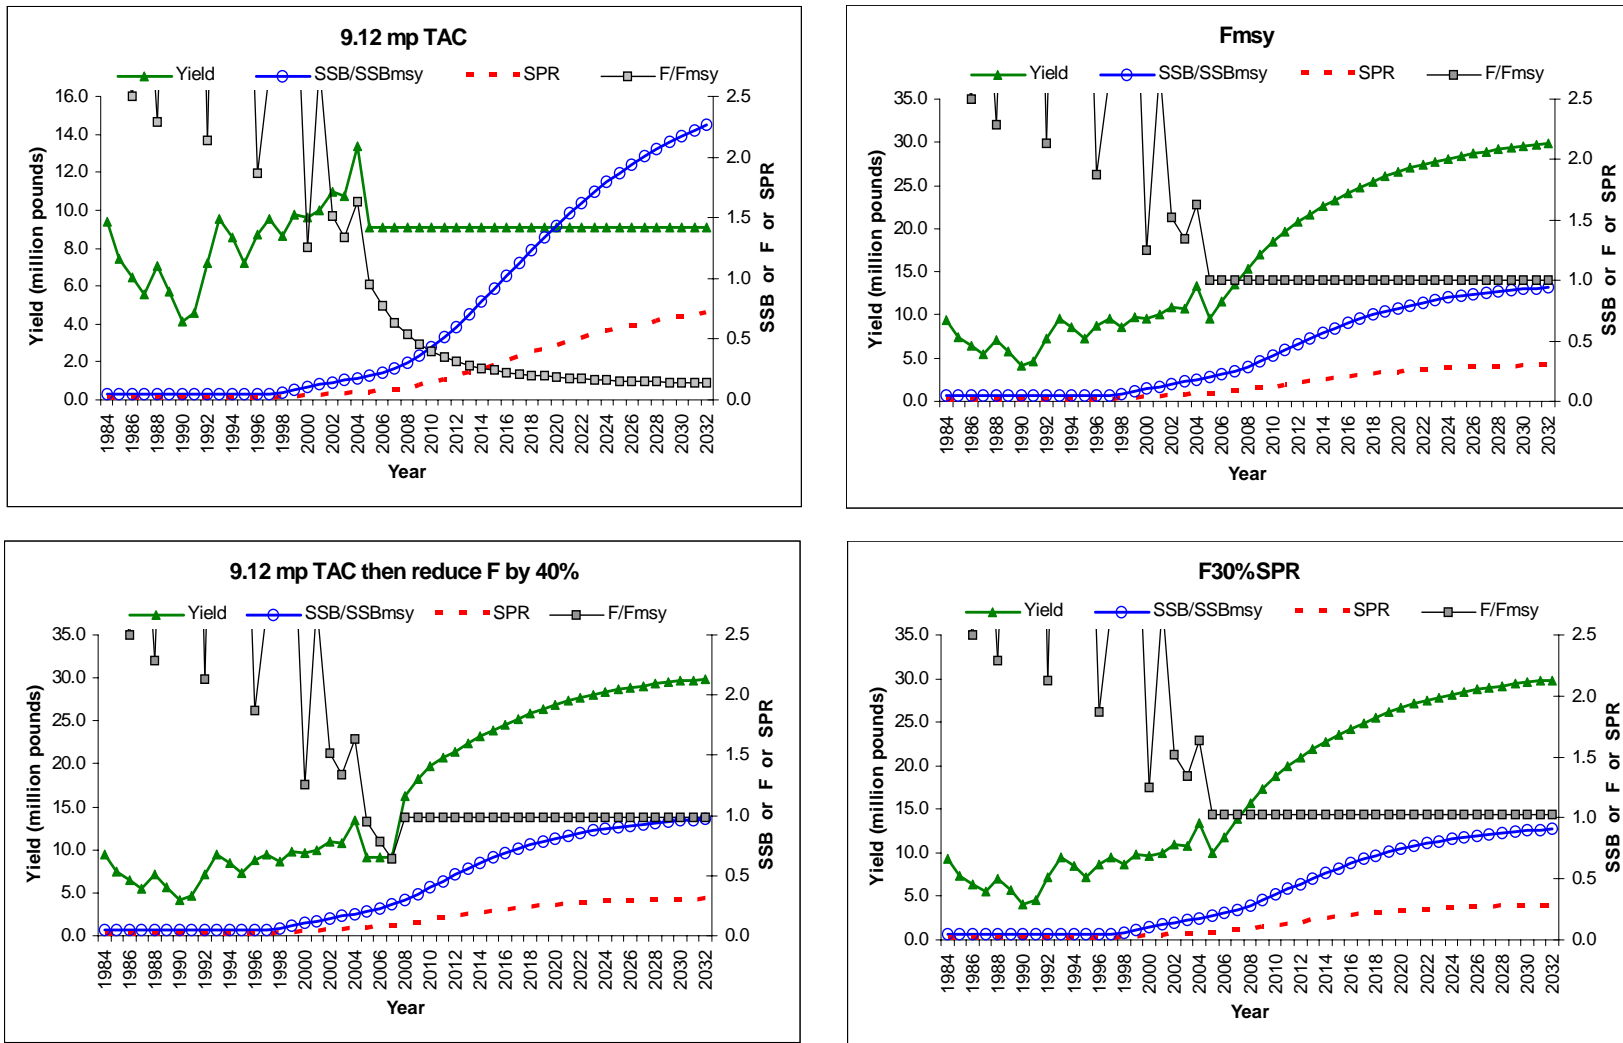 9.12 mp TAC
Yield SSB/SSBmsy SPR F/Fmsy
16.0
14.0
12.0
10.0
8.0
6.0
4.0
2.0
0.0
Yield (million pounds)
2.5
2.0
1.5
1.0
0.5
0.0
SSB or F or SPR
1984 1986 1988 1990 1992 1994 1996 1998 2000 2002 2004 2006 2008 2010 2012 2014 2016 2018 2020 2022 2024 2026 2028 2030 2032
Year
Fmsy
Yield SSB/SSBmsy SPR F/Fmsy
35.0
30.0
25.0
20.0
15.0
10.0
5.0
0.0
Yield (million pounds)
2.5
2.0
1.5
1.0
0.5
0.0
SSB or F or SPR
1984 1986 1988 1990 1992 1994 1996 1998 2000 2002 2004 2006 2008 2010 2012 2014 2016 2018 2020 2022 2024 2026 2028 2030 2032
Year
9.12 mp TAC then reduce F by 40%
Yield SSB/SSBmsy SPR F/Fmsy
35.0
30.0
25.0
20.0
15.0
10.0
5.0
0.0
Yield (million pounds)
2.5
2.0
1.5
1.0
0.5
0.0
SSB or F or SPR
1984 1986 1988 1990 1992 1994 1996 1998 2000 2002 2004 2006 2008 2010 2012 2014 2016 2018 2020 2022 2024 2026 2028 2030 2032
Year
F30%SPR
Yield SSB/SSBmsy SPR F/Fmsy
35.0
30.0
25.0
20.0
15.0
10.0
5.0
0.0
Yield (million pounds)
2.5
2.0
1.5
1.0
0.5
0.0
SSB or F or SPR
1984 1986 1988 1990 1992 1994 1996 1998 2000 2002 2004 2006 2008 2010 2012 2014 2016 2018 2020 2022 2024 2026 2028 2030 2032
Year